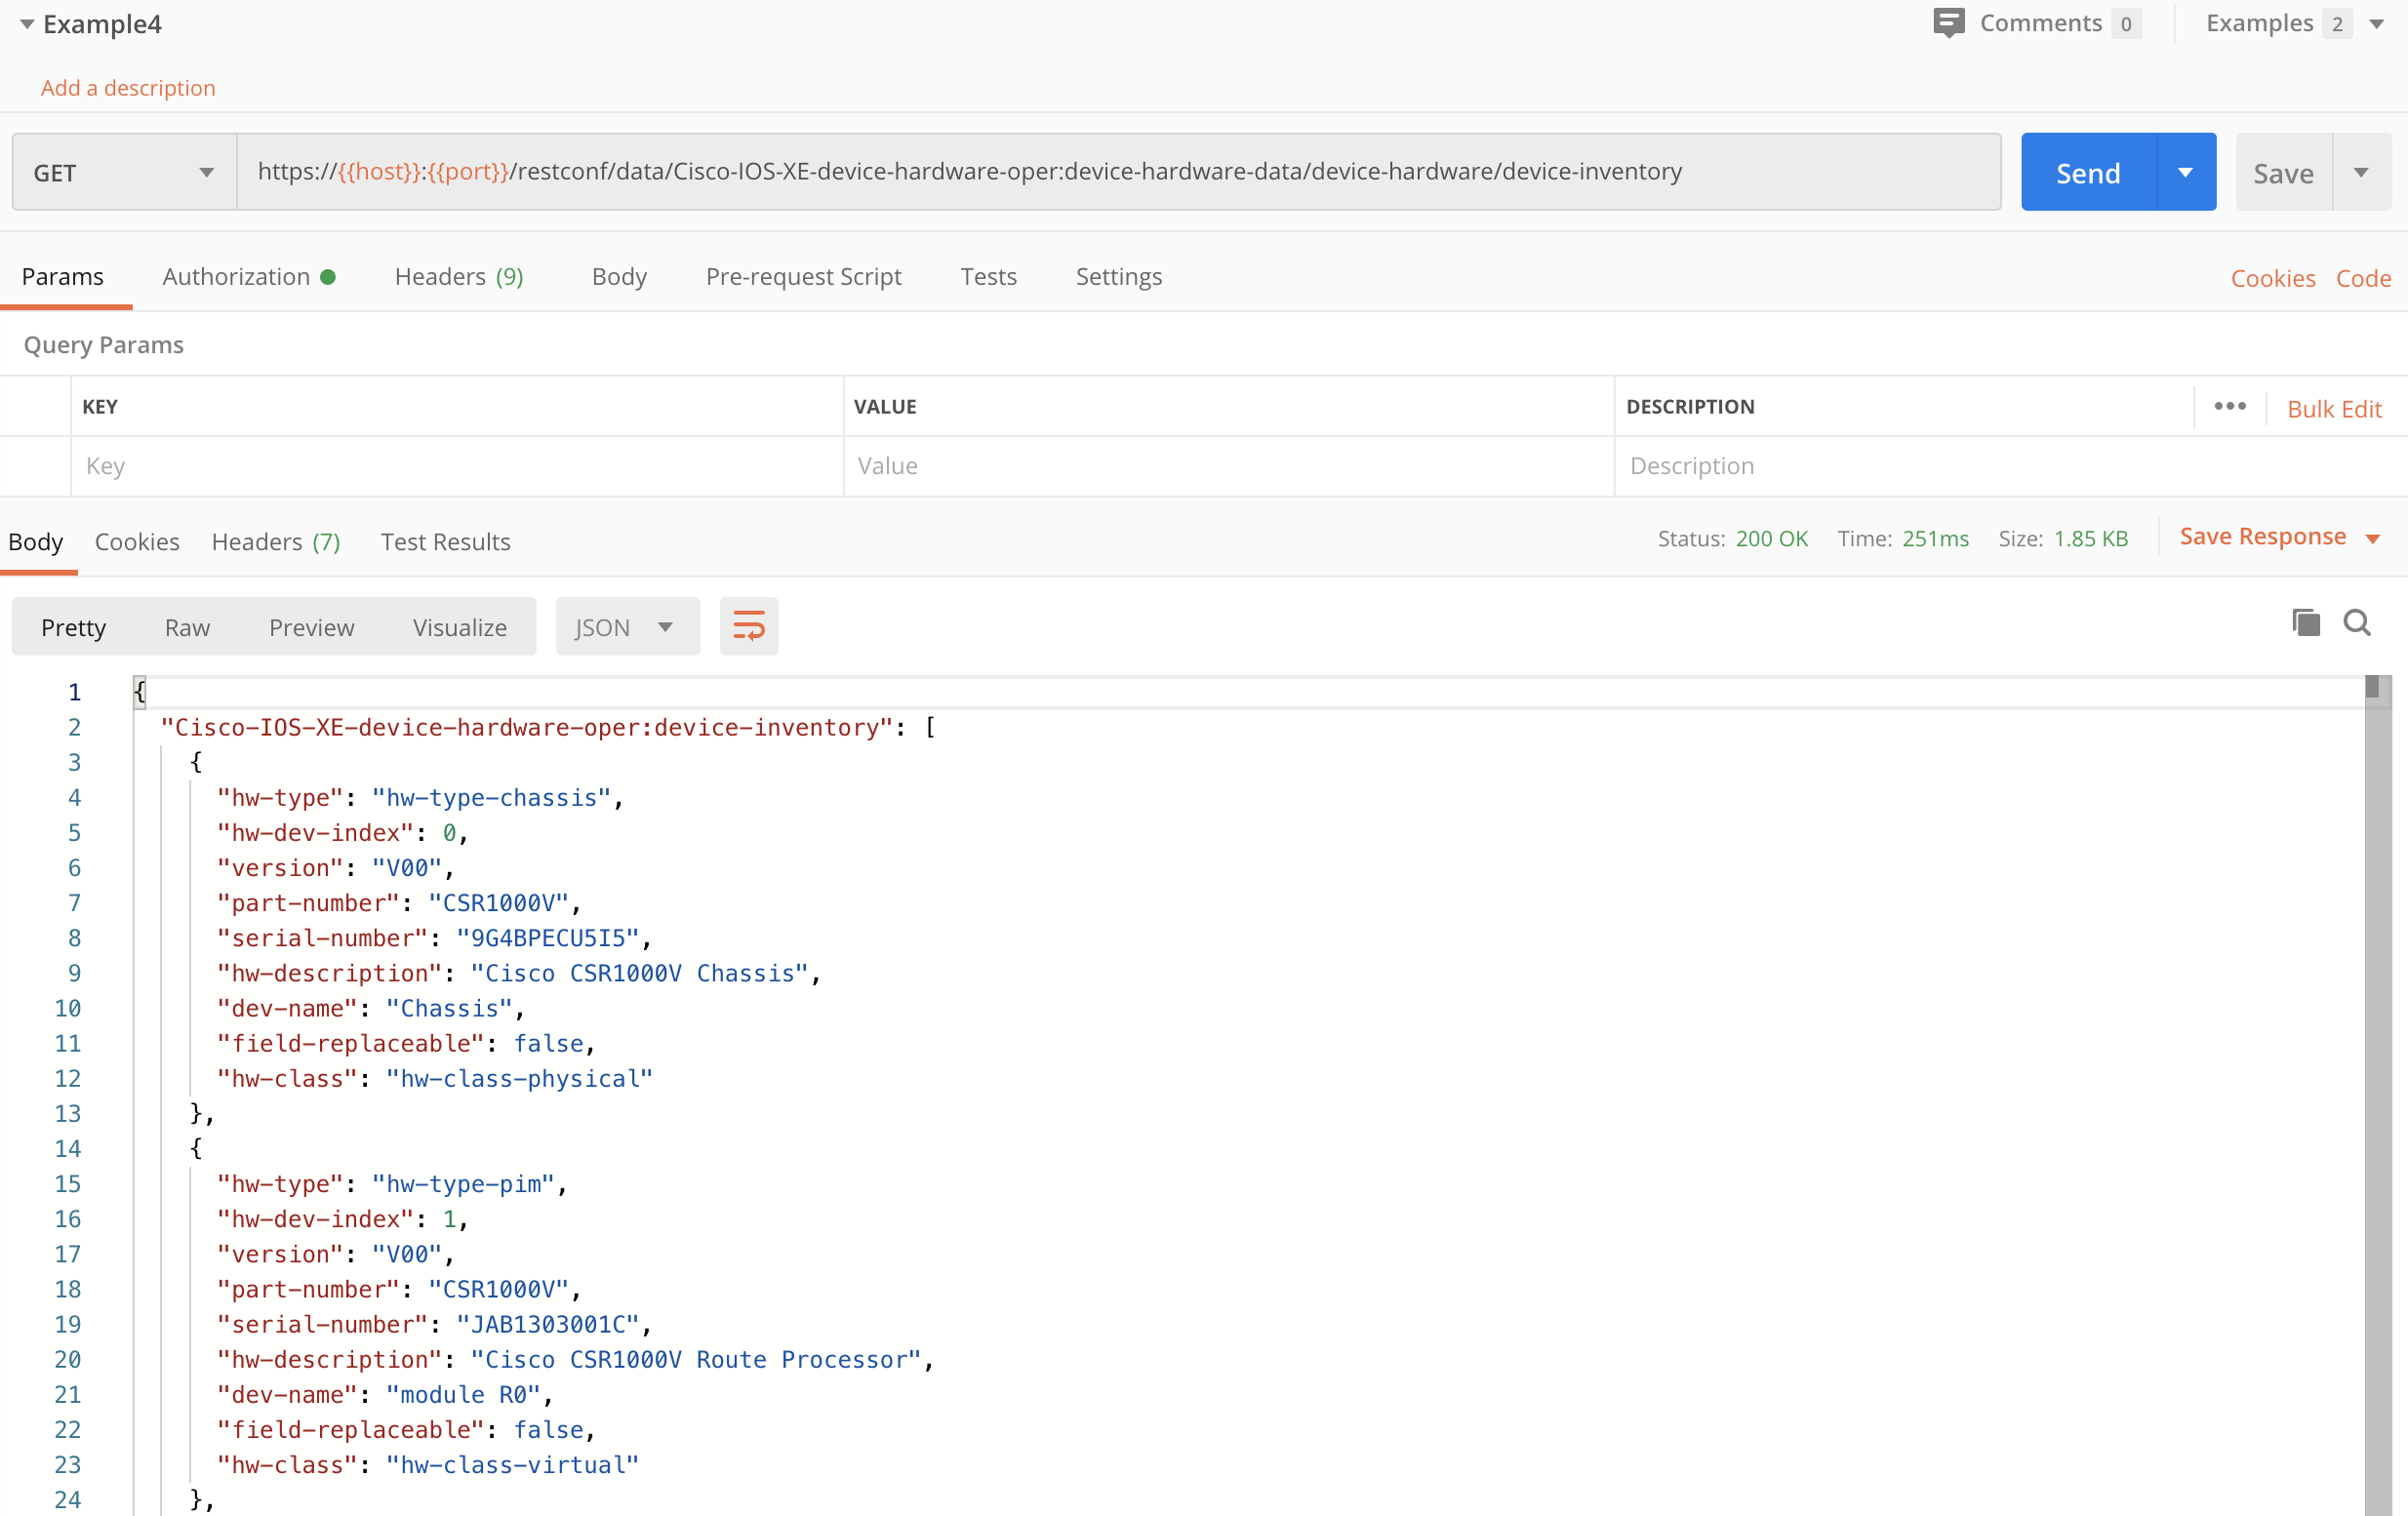 Example4
Comments 0
Examples 2
Add a description
GET
https://{{host}}:{{port}}/restconf/data/Cisco-IOS-XE-device-hardware-oper:device-hardware-data/device-hardware/device-inventory
Send
Save
Params
Authorization
Headers (9)
Body
Pre-request Script
Tests
Settings
Cookies
Code
Query Params
KEY
VALUE
DESCRIPTION
Bulk Edit
Key
Value
Description
Body
Cookies
Headers (7)
Test Results
Status: 200 OK
Time: 251ms
Size: 1.85 KB
Save Response
Pretty
Raw
Preview
Visualize
JSON
1 {
2 "Cisco-IOS-XE-device-hardware-oper:device-inventory": [
3 {
4 "hw-type": "hw-type-chassis",
5 "hw-dev-index": 0,
6 "version": "V00",
7 "part-number": "CSR1000V",
8 "serial-number": "9G4BPECU5I5",
9 "hw-description": "Cisco CSR1000V Chassis",
10 "dev-name": "Chassis",
11 "field-replaceable": false,
12 "hw-class": "hw-class-physical"
13 },
14 {
15 "hw-type": "hw-type-pim",
16 "hw-dev-index": 1,
17 "version": "V00",
18 "part-number": "CSR1000V",
19 "serial-number": "JAB1303001C",
20 "hw-description": "Cisco CSR1000V Route Processor",
21 "dev-name": "module R0",
22 "field-replaceable": false,
23 "hw-class": "hw-class-virtual"
24 },